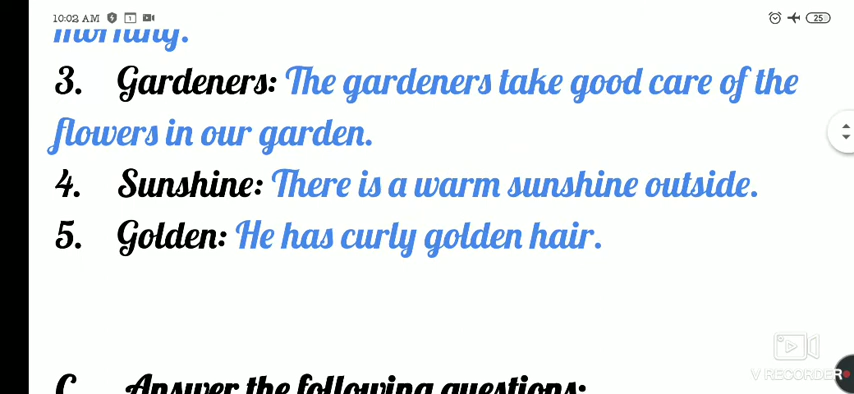 10:02 AM
25
morning.
3. Gardeners: The gardeners take good care of the
flowers in our garden.
4. Sunshine: There is a warm sunshine outside.
5. Golden: He has curly golden hair.
V RECORDER
C. Answer the following questions: